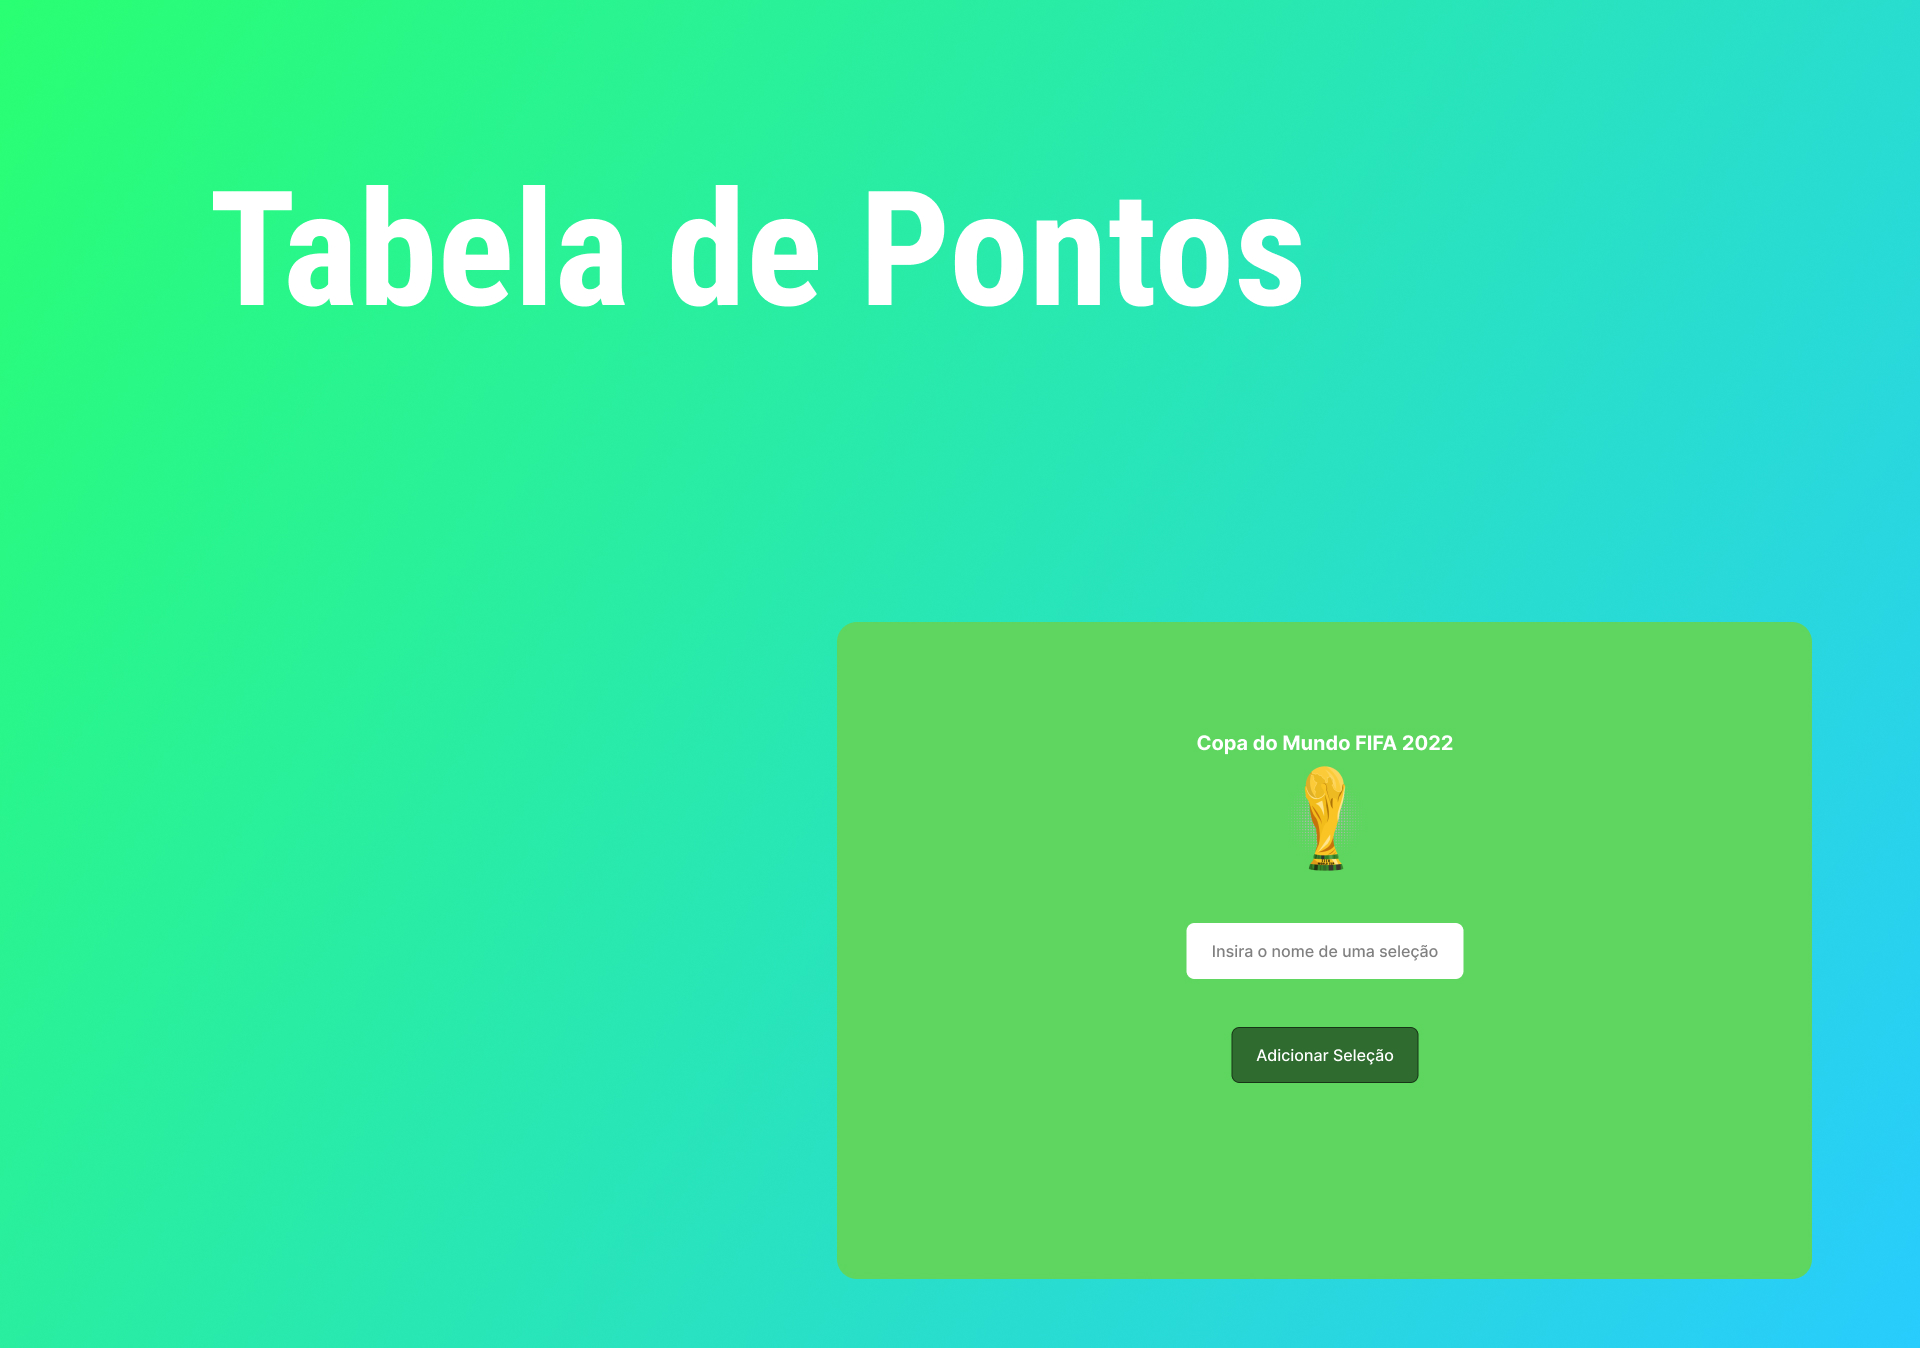 Tabela de Pontos
Copa do Mundo FIFA 2022
Insira o nome de uma seleção
Adicionar Seleção